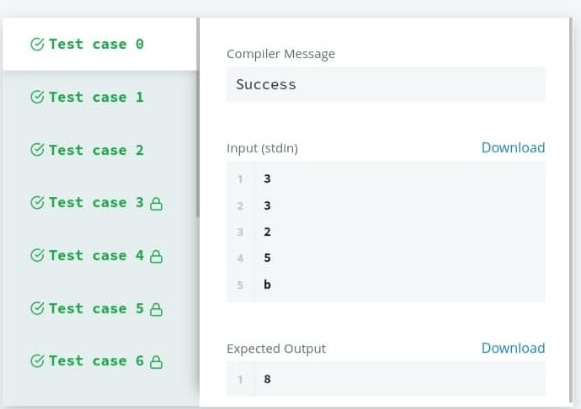 Test case 0
Test case 1
Test case 2
Test case 3
Test case 4
Test case 5
Test case 6
Compiler Message
Success
Input (stdin) Download
1 3
2 3
3 2
4 5
5 b
Expected Output Download
1 8